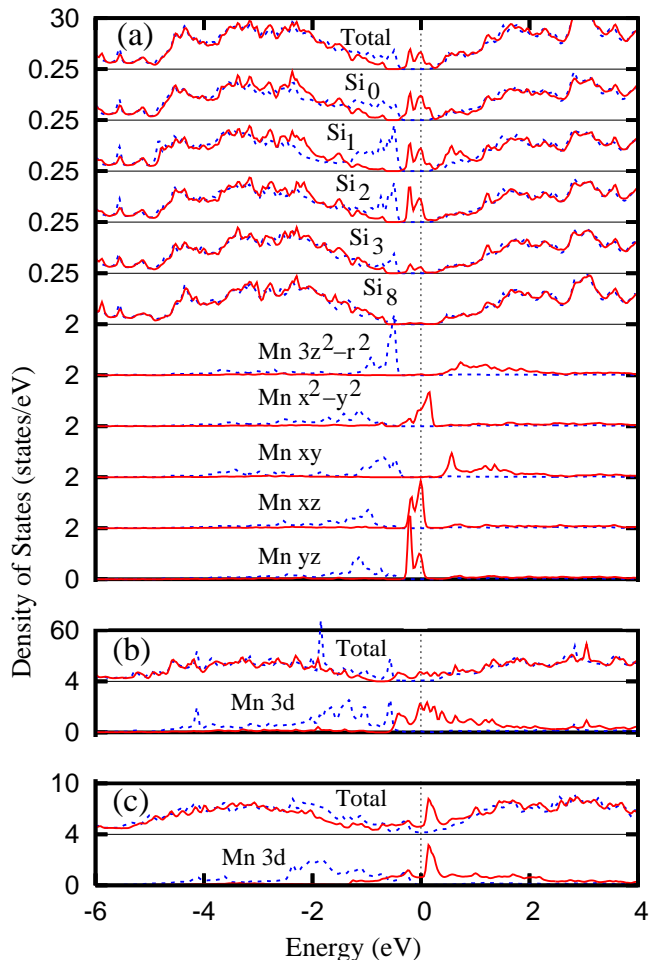 30
(a)
Total
0.25
Si0
0.25
Si1
0.25
Si2
0.25
Si3
0.25
Si8
2
Mn 3z²−r²
2
Mn x²−y²
2
Mn xy
2
Mn xz
2
Mn yz
0
Density of States (states/eV)
60
(b)
Total
4
Mn 3d
0
10
(c)
Total
4
Mn 3d
0
-6 -4 -2 0 2 4
Energy (eV)